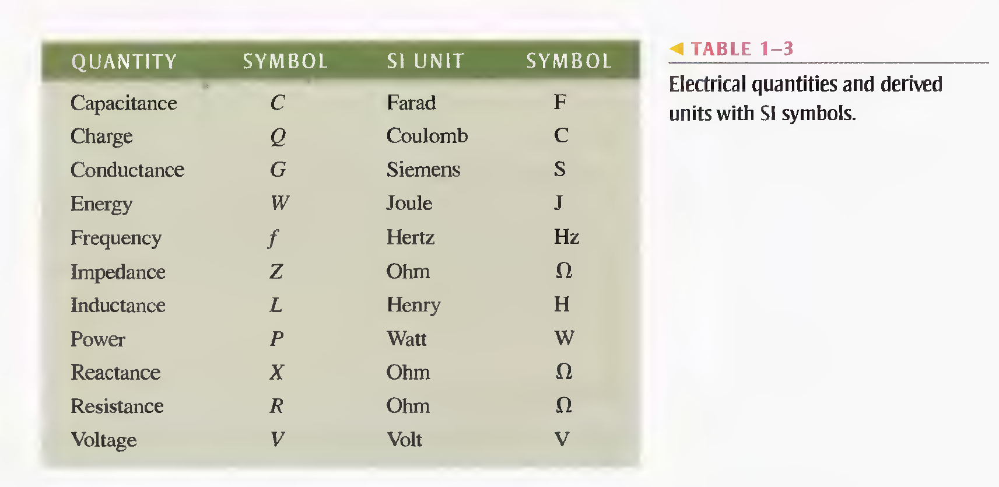 QUANTITY SYMBOL SI UNIT SYMBOL
Capacitance C Farad F
Charge Q Coulomb C
Conductance G Siemens S
Energy W Joule J
Frequency f Hertz Hz
Impedance Z Ohm Ω
Inductance L Henry H
Power P Watt W
Reactance X Ohm Ω
Resistance R Ohm Ω
Voltage V Volt V
◀ TABLE 1–3
Electrical quantities and derived
units with SI symbols.